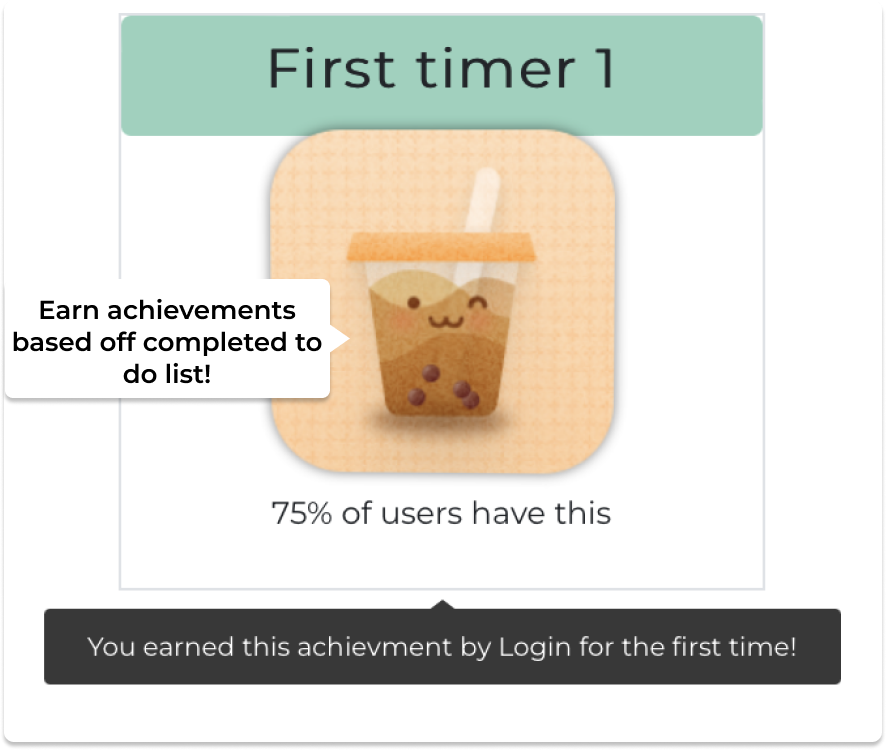 First timer 1
Earn achievements
based off completed to
do list!
75% of users have this
You earned this achievment by Login for the first time!